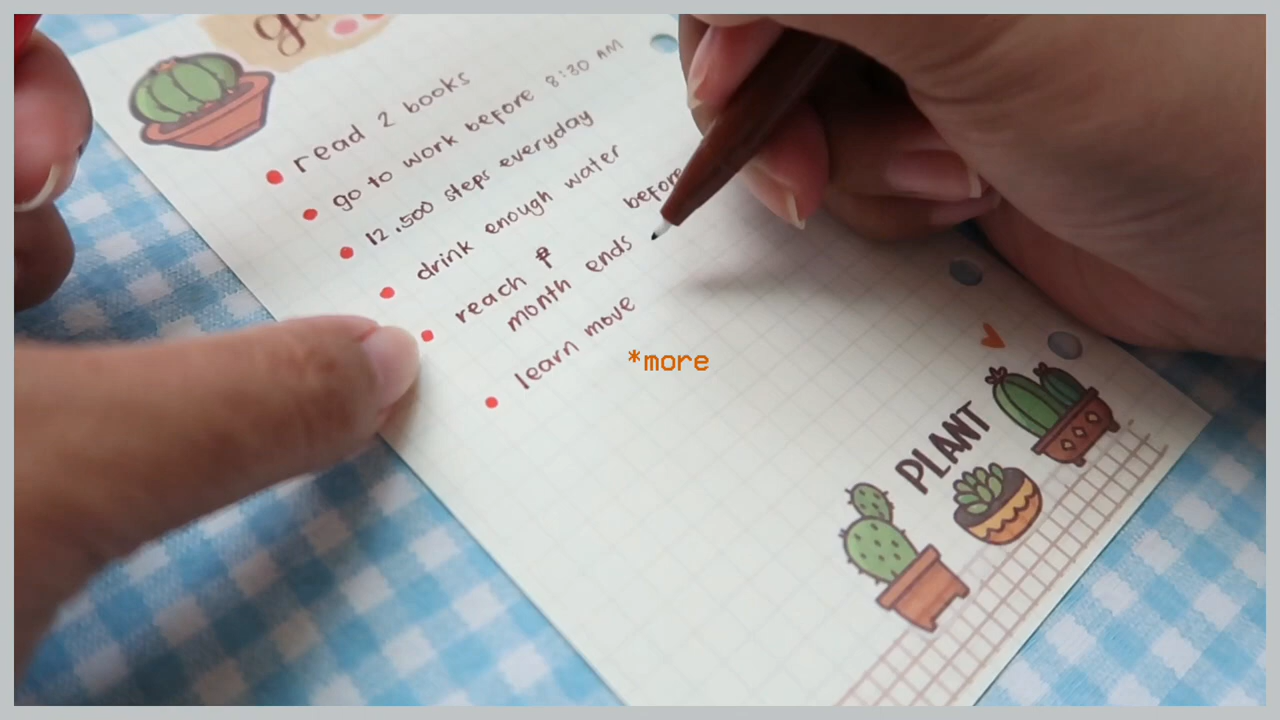 read 2 books
go to work before 8:30 AM
12,500 steps everyday
drink enough water
reach ₱ before
month ends
learn move
*more
PLANT